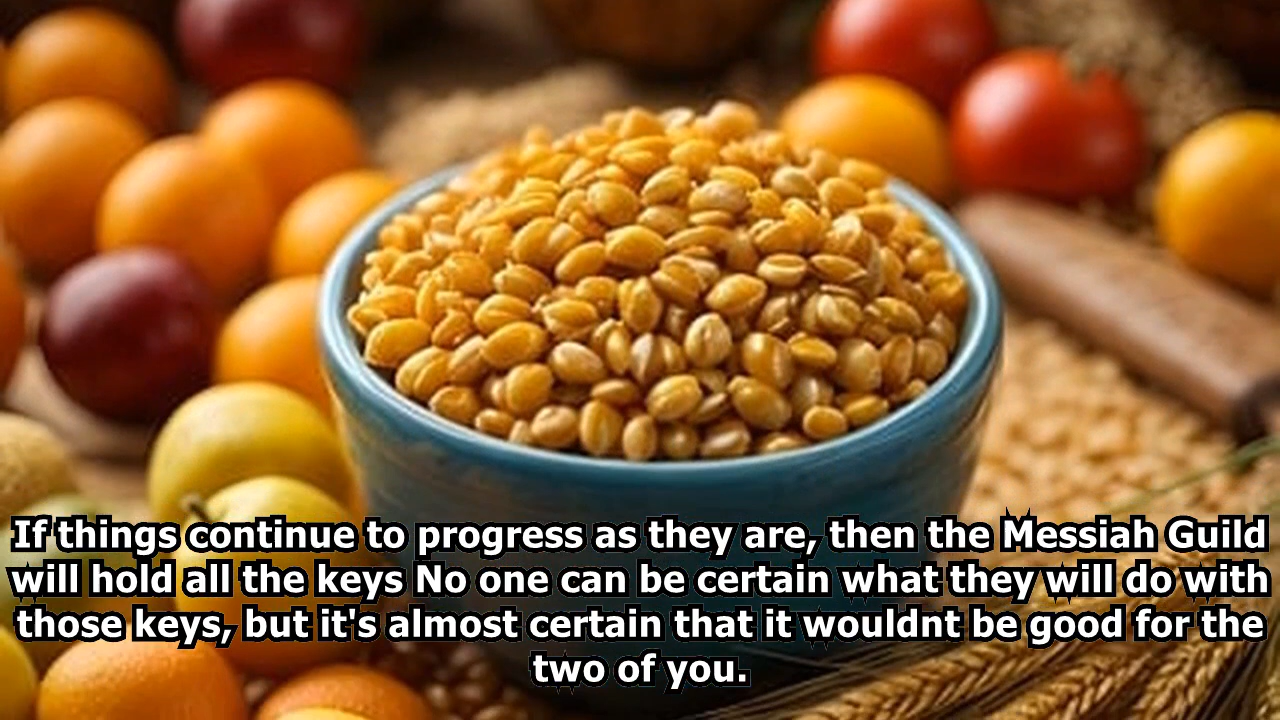 If things continue to progress as they are, then the Messiah Guild
will hold all the keys No one can be certain what they will do with
those keys, but it's almost certain that it wouldnt be good for the
two of you.